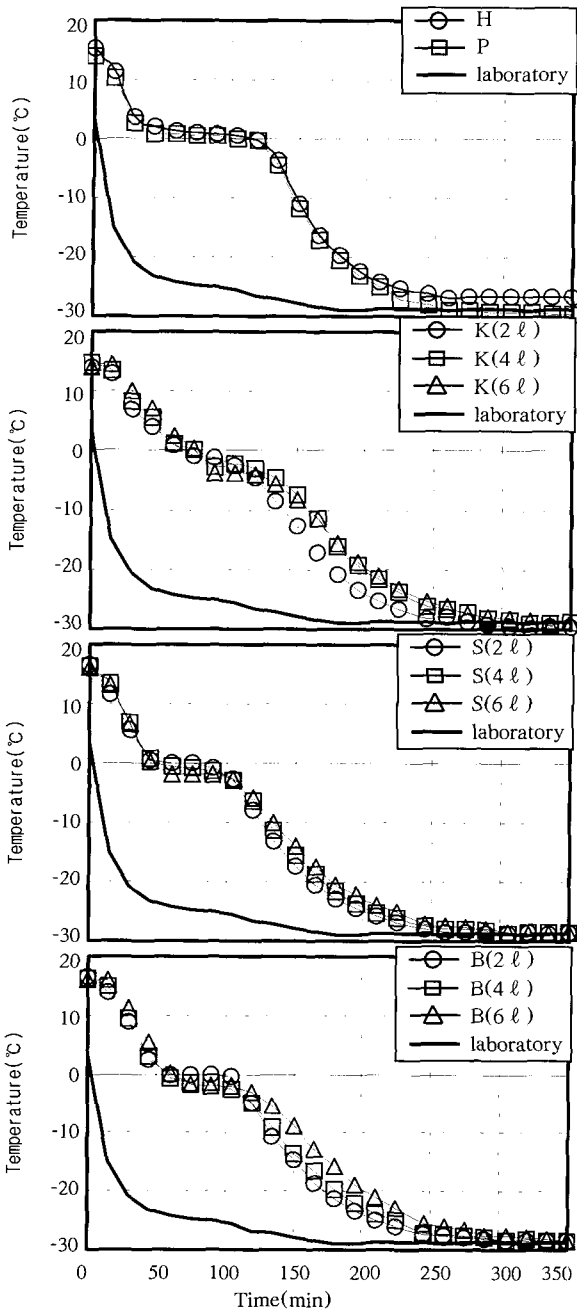 H
P
laboratory
Temperature(℃)
20
10
0
-10
-20
-30
K(2 ℓ)
K(4 ℓ)
K(6 ℓ)
laboratory
Temperature(℃)
20
10
0
-10
-20
-30
S(2 ℓ)
S(4 ℓ)
S(6 ℓ)
laboratory
Temperature(℃)
20
10
0
-10
-20
-30
B(2 ℓ)
B(4 ℓ)
B(6 ℓ)
laboratory
Temperature(℃)
20
10
0
-10
-20
-30
0 50 100 150 200 250 300 350
Time(min)